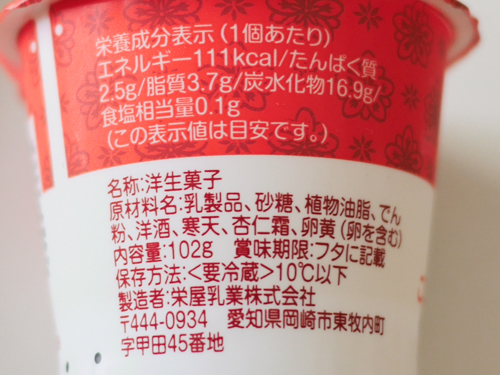 栄養成分表示(1個あたり)
エネルギー111kcal/たんぱく質
2.5g/脂質3.7g/炭水化物16.9g/
食塩相当量0.1g
(この表示値は目安です。)
名称:洋生菓子
原材料名:乳製品、砂糖、植物油脂、でん
粉、洋酒、寒天、杏仁霜、卵黄(卵を含む)
内容量:102g 賞味期限:フタに記載
保存方法:<要冷蔵>10℃以下
製造者:栄屋乳業株式会社
〒444-0934 愛知県岡崎市東牧内町
字甲田45番地